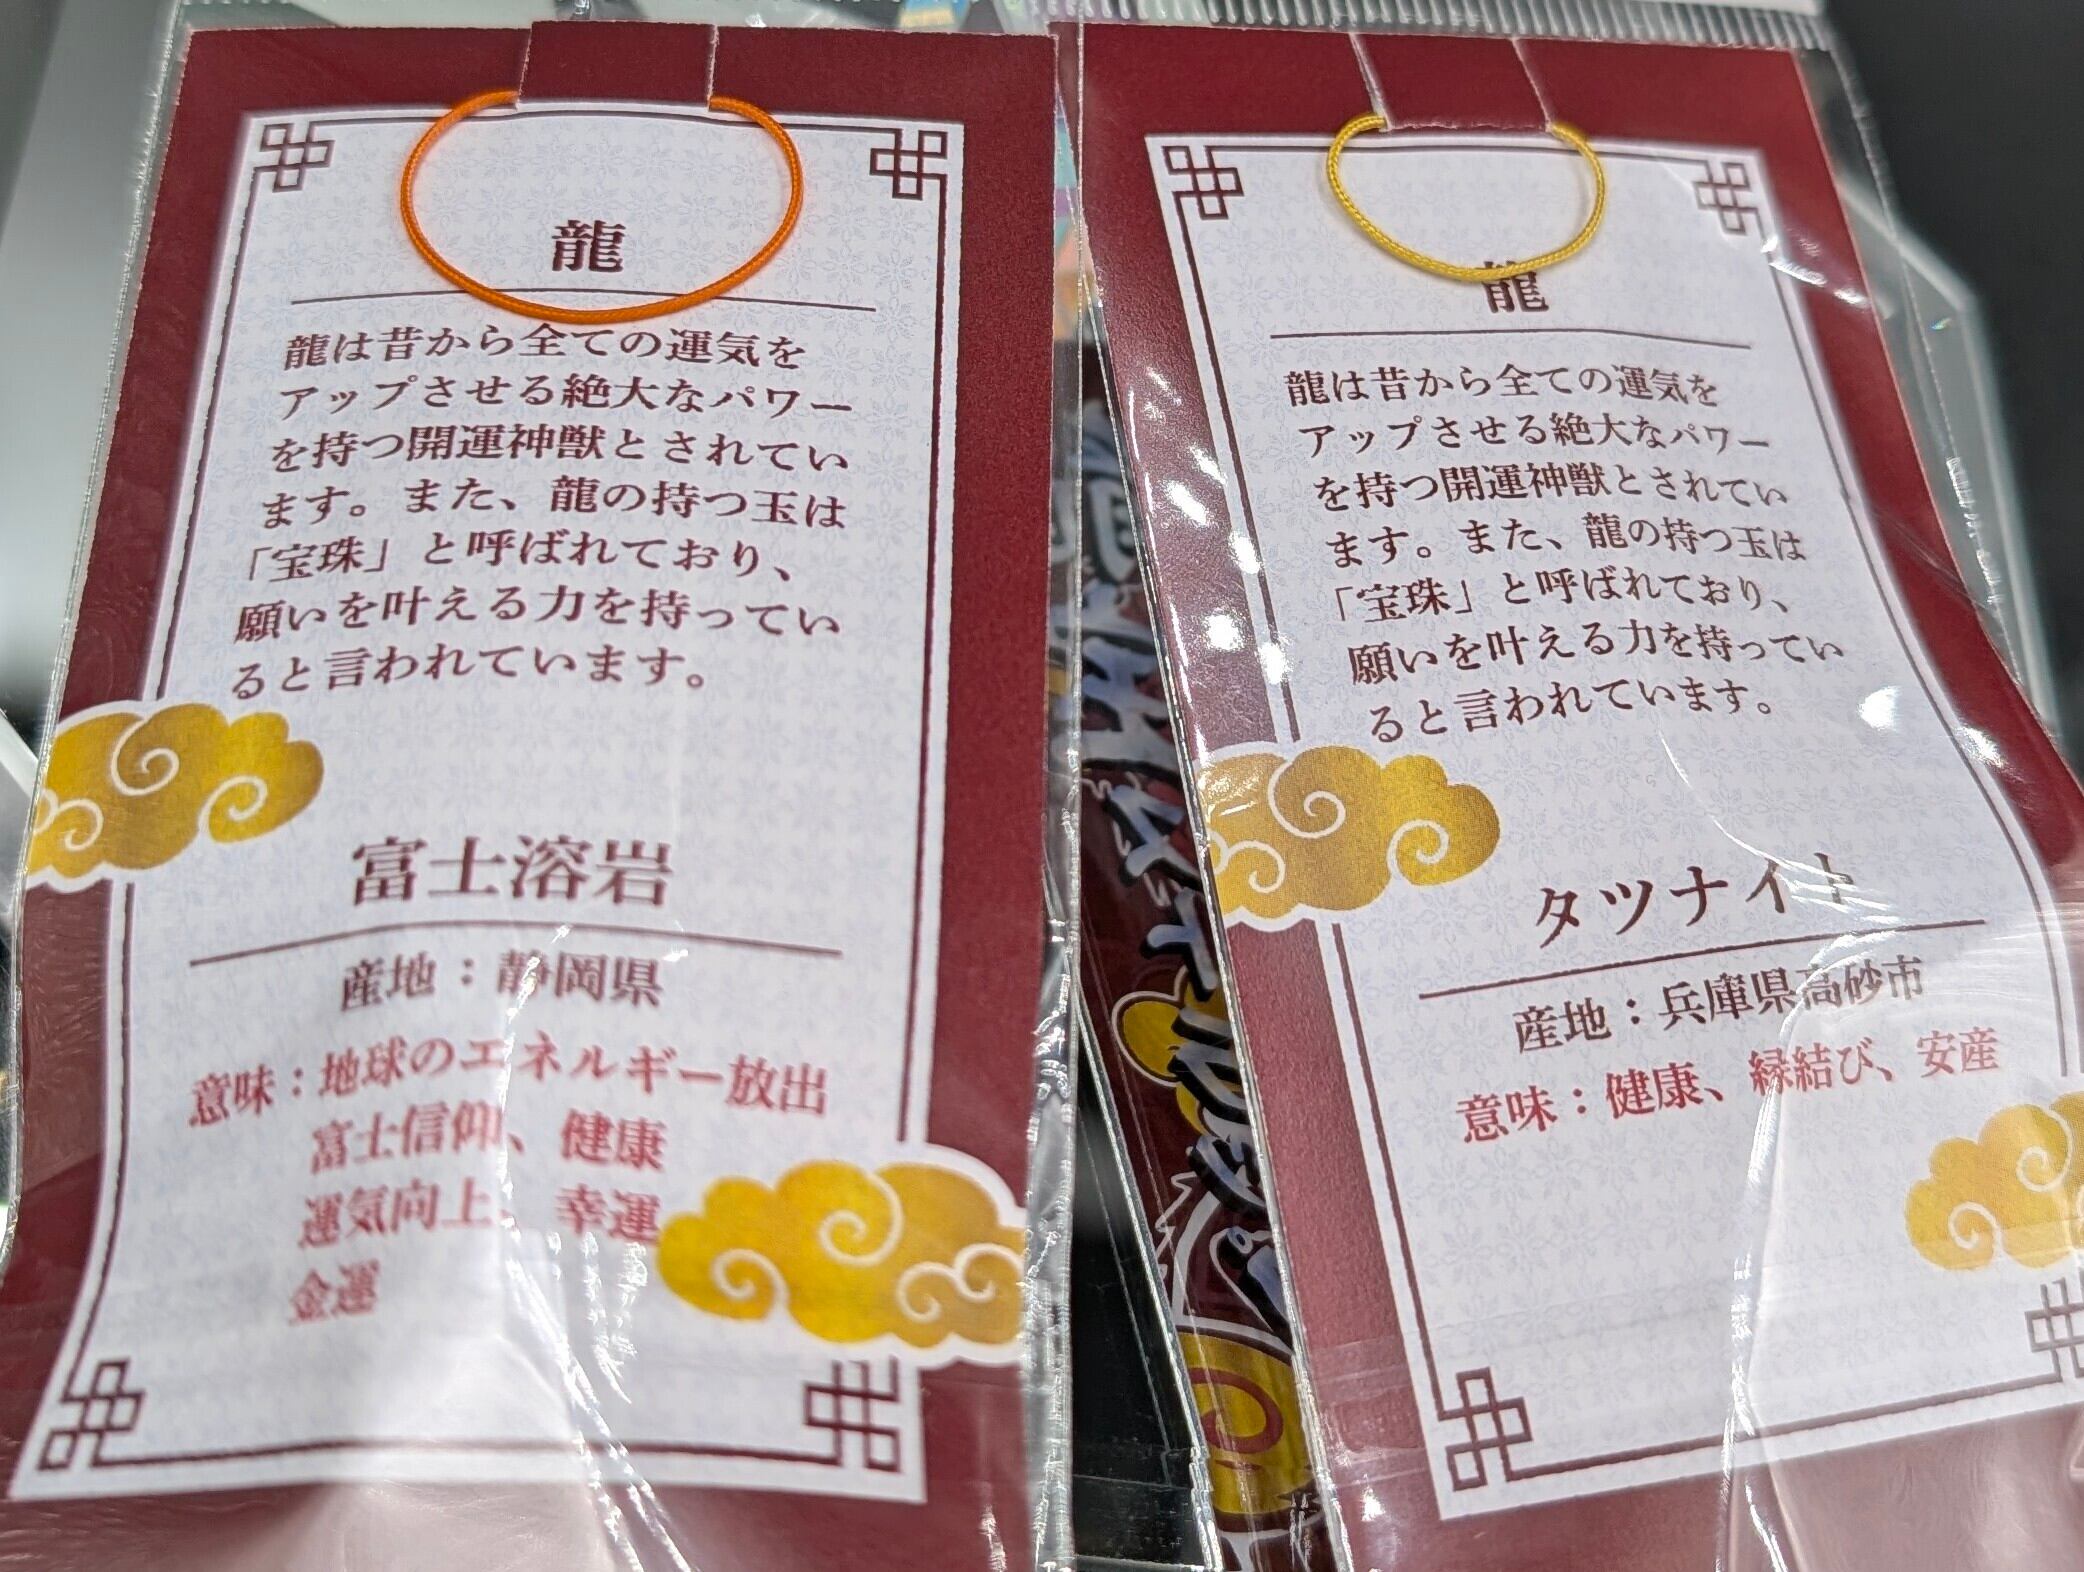 龍
龍は昔から全ての運気を
アップさせる絶大なパワー
を持つ開運神獣とされてい
ます。また、龍の持つ玉は
「宝珠」と呼ばれており、
願いを叶える力を持ってい
ると言われています。
富士溶岩
産地：静岡県
意味：地球のエネルギー放出
富士信仰、健康
運気向上、幸運
金運
龍
龍は昔から全ての運気を
アップさせる絶大なパワー
を持つ開運神獣とされてい
ます。また、龍の持つ玉は
「宝珠」と呼ばれており、
願いを叶える力を持ってい
ると言われています。
タツナイト
産地：兵庫県高砂市
意味：健康、縁結び、安産